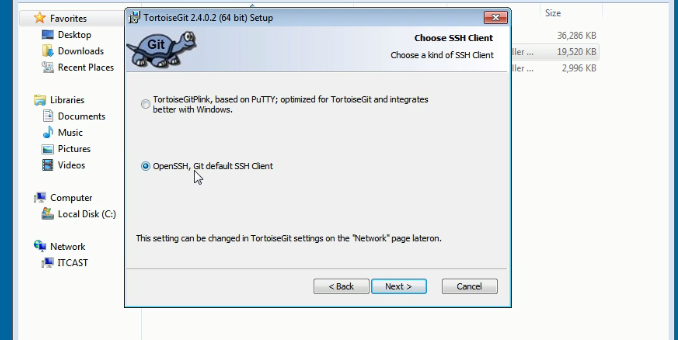 Favorites
Desktop
Downloads
Recent Places
Libraries
Documents
Music
Pictures
Videos
Computer
Local Disk (C:)
Network
ITCAST
TortoiseGit 2.4.0.2 (64 bit) Setup
Git
Choose SSH Client
Choose a kind of SSH Client
TortoiseGitPlink, based on PuTTY; optimized for TortoiseGit and integrates
better with Windows.
OpenSSH, Git default SSH Client
This setting can be changed in TortoiseGit settings on the "Network" page lateron.
< Back
Next >
Cancel
Size
36,286 KB
ller ... 19,520 KB
ller ... 2,996 KB